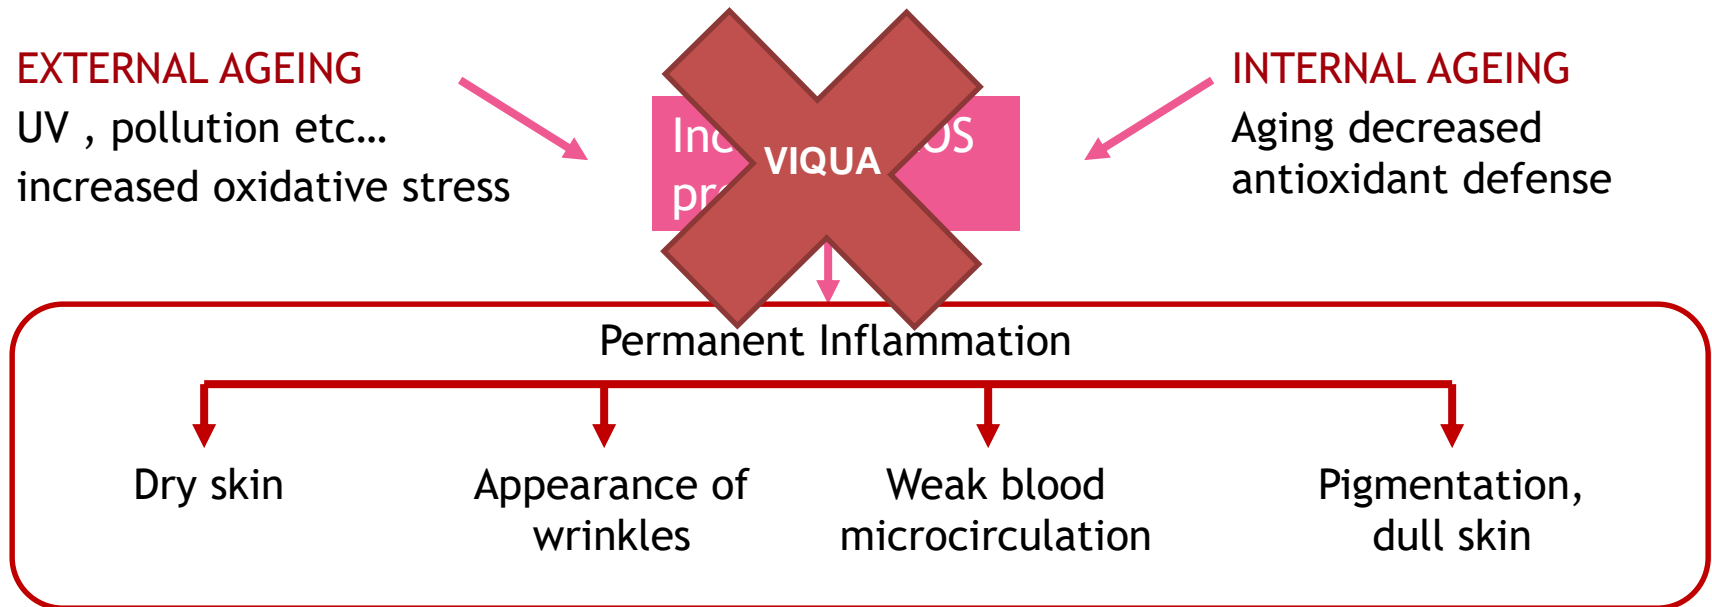 EXTERNAL AGEING
UV , pollution etc…
increased oxidative stress
VIQUA
INTERNAL AGEING
Aging decreased
antioxidant defense
Permanent Inflammation
Dry skin
Appearance of
wrinkles
Weak blood
microcirculation
Pigmentation,
dull skin